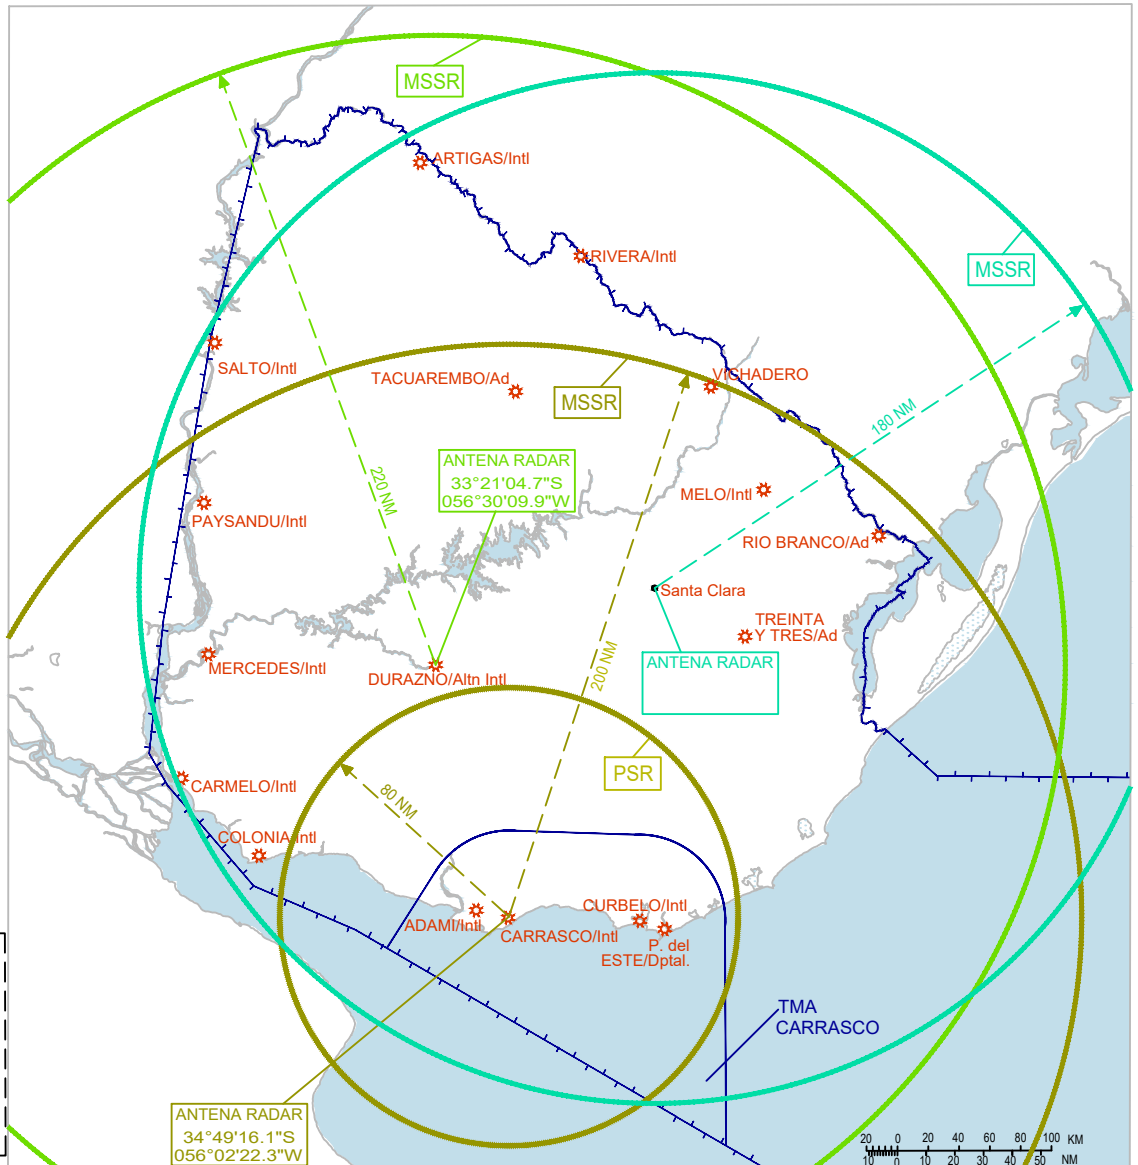 MSSR
ARTIGAS/Intl
RIVERA/Intl
MSSR
SALTO/Intl
TACUAREMBO/Ad
VICHADERO
MSSR
180 NM
ANTENA RADAR
33°21'04.7"S
056°30'09.9"W
220 NM
MELO/Intl
PAYSANDU/Intl
RIO BRANCO/Ad
Santa Clara
TREINTA
Y TRES/Ad
MERCEDES/Intl
DURAZNO/Altn Intl
200 NM
ANTENA RADAR
PSR
CARMELO/Intl
80 NM
COLONIA/Intl
ADAMI/Intl
CARRASCO/Intl
CURBELO/Intl
P. del
ESTE/Dptal.
TMA
CARRASCO
ANTENA RADAR
34°49'16.1"S
056°02'22.3"W
20 0 20 40 60 80 100 KM
10 0 10 20 30 40 50 NM